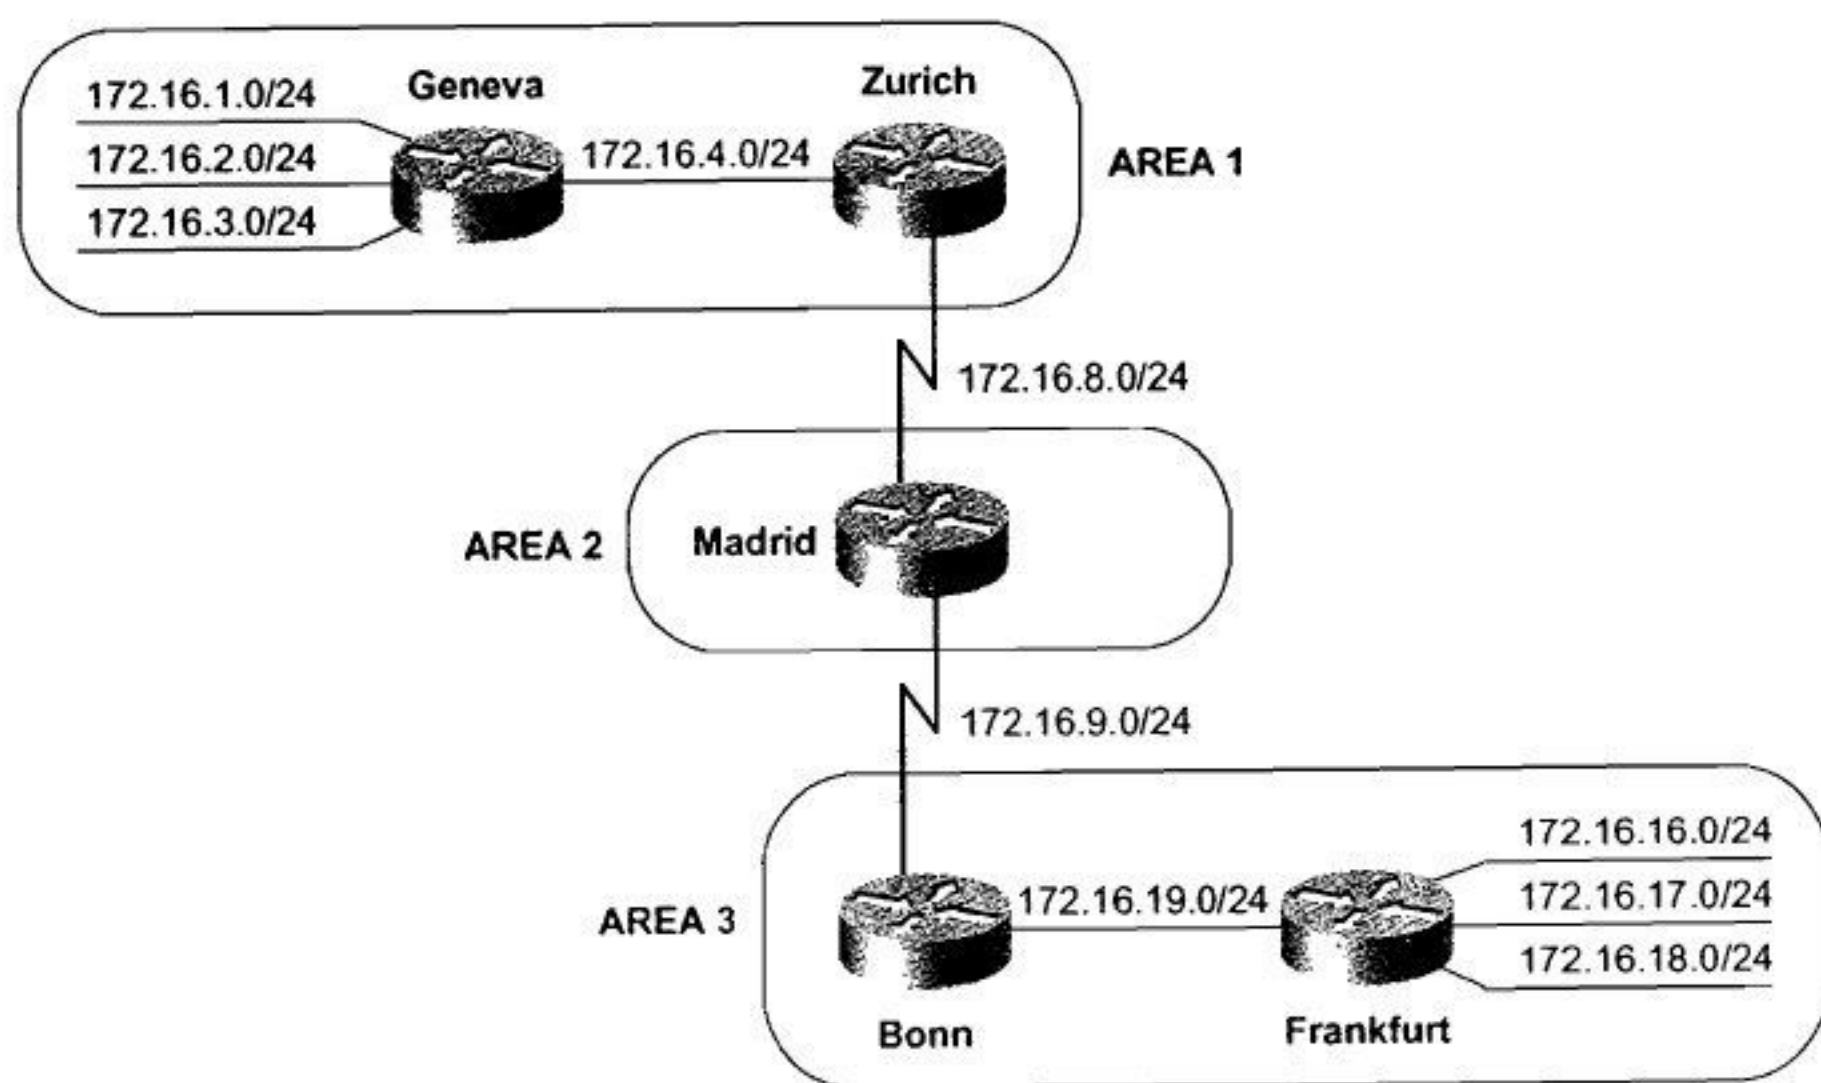 172.16.1.0/24
172.16.2.0/24
172.16.3.0/24
Geneva
172.16.4.0/24
Zurich
AREA 1
172.16.8.0/24
AREA 2
Madrid
172.16.9.0/24
AREA 3
172.16.19.0/24
172.16.16.0/24
172.16.17.0/24
172.16.18.0/24
Bonn
Frankfurt